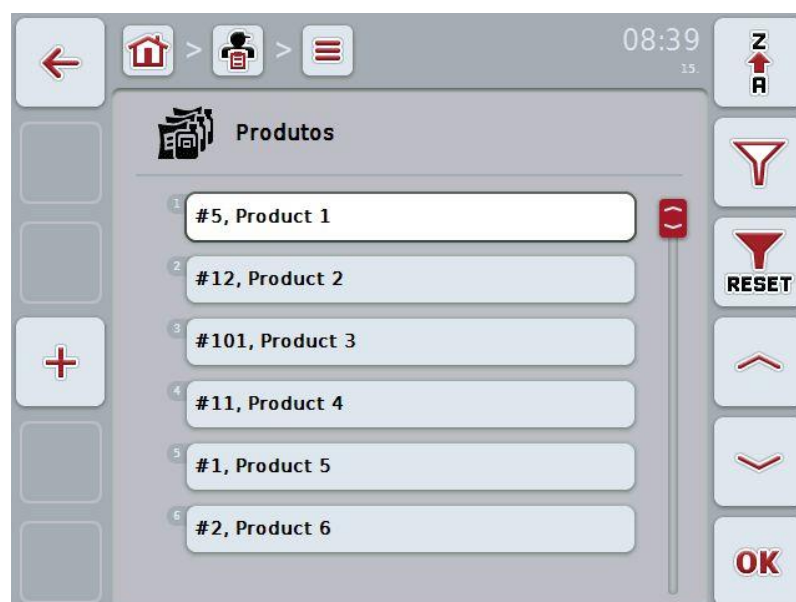 08:39
15.
Z
A
Produtos
1
#5, Product 1
2
#12, Product 2
RESET
3
#101, Product 3
4
#11, Product 4
5
#1, Product 5
6
#2, Product 6
OK